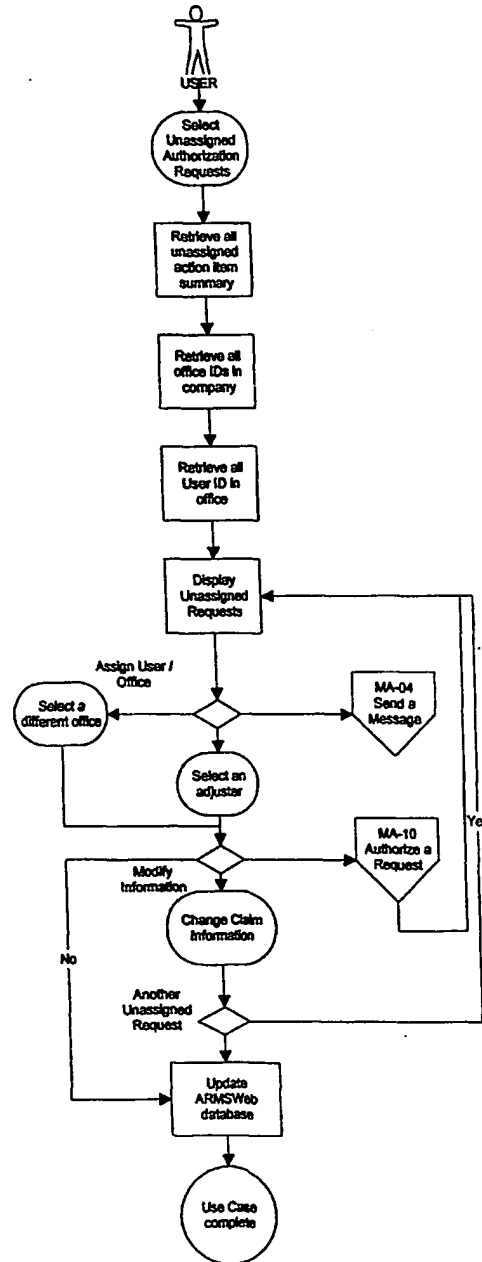 USER
Select
Unassigned
Authorization
Requests
Retrieve all
unassigned
action item
summary
Retrieve all
office IDs in
company
Retrieve all
User ID in
office
Display
Unassigned
Requests
Assign User /
Office
Select a
different office
MA-04
Send a
Message
Select an
adjuster
Yes
MA-10
Authorize a
Request
Modify
Information
Change Claim
Information
No
Another
Unassigned
Request
Update
ARMSWeb
database
Use Case
complete